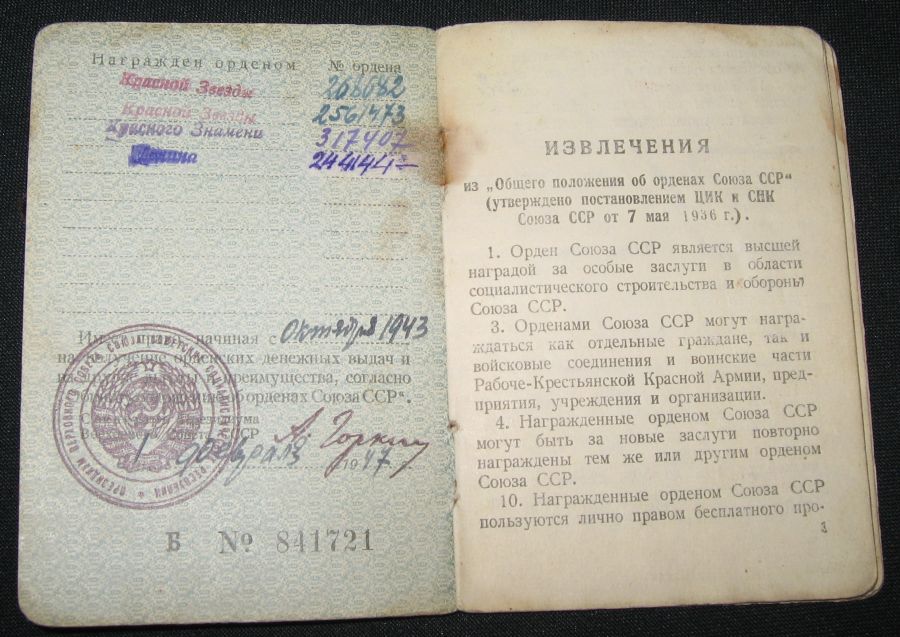 Награжден орденом № ордена
Красной Звезды 268682
Красной Звезды 2561473
Красного Знамени 317407
Ленина 244144
начиная с Октября 1943
на получение орденских денежных выдач и
и преимущества, согласно
об орденах Союза ССР".
Президиума
ССР А. Горкин
1 февраля 1947
Б № 841721
ИЗВЛЕЧЕНИЯ
из „Общего положения об орденах Союза ССР"
(утверждено постановлением ЦИК и СНК
Союза ССР от 7 мая 1936 г.).
1. Орден Союза ССР является высшей
наградой за особые заслуги в области
социалистического строительства и обороны
Союза ССР.
3. Орденами Союза ССР могут награ-
ждаться как отдельные граждане, так и
войсковые соединения и воинские части
Рабоче-Крестьянской Красной Армии, пред-
приятия, учреждения и организации.
4. Награжденные орденом Союза ССР
могут быть за новые заслуги повторно
награждены тем же или другим орденом
Союза ССР.
10. Награжденные орденом Союза ССР
пользуются лично правом бесплатного про-
3